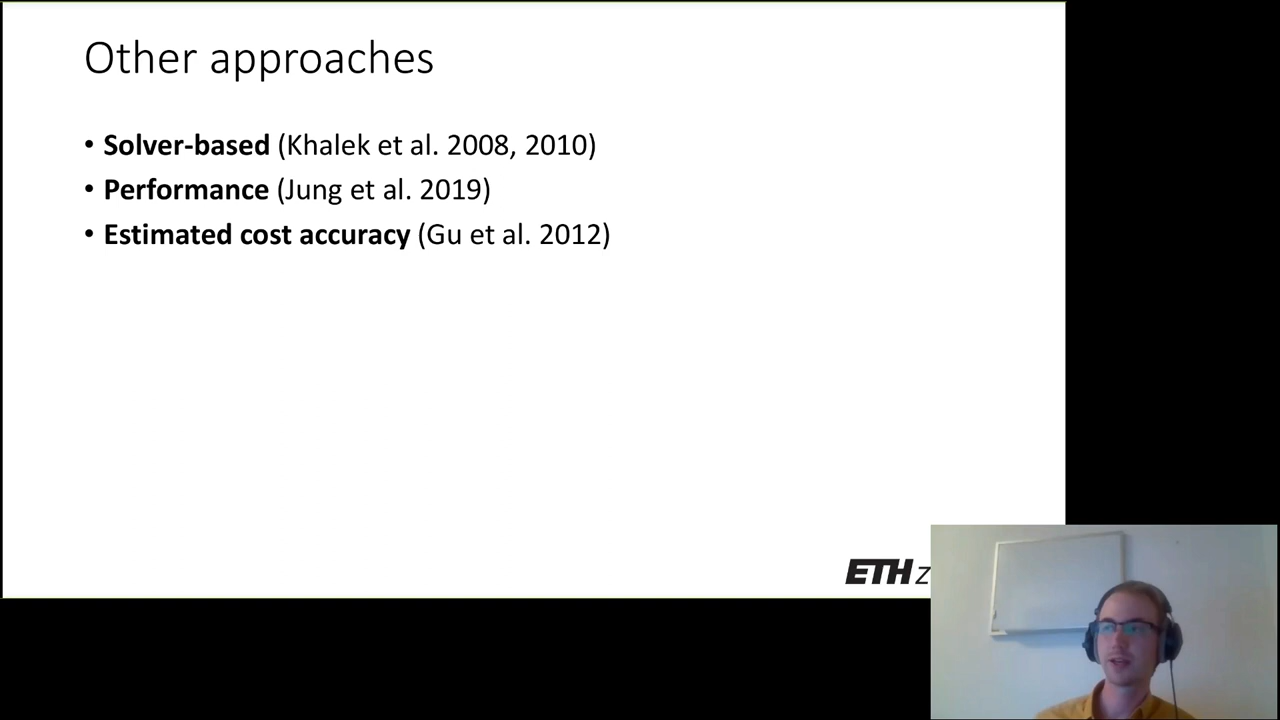 Other approaches
• Solver-based (Khalek et al. 2008, 2010)
• Performance (Jung et al. 2019)
• Estimated cost accuracy (Gu et al. 2012)
ETH z